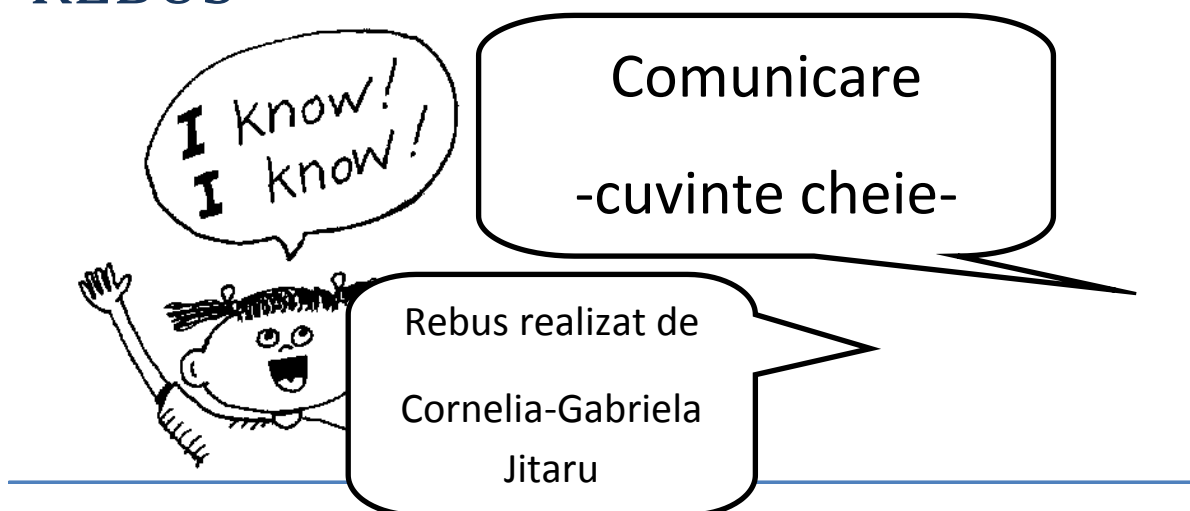 REBUS
I know!
I know!
Comunicare
-cuvinte cheie-
Rebus realizat de
Cornelia-Gabriela
Jitaru